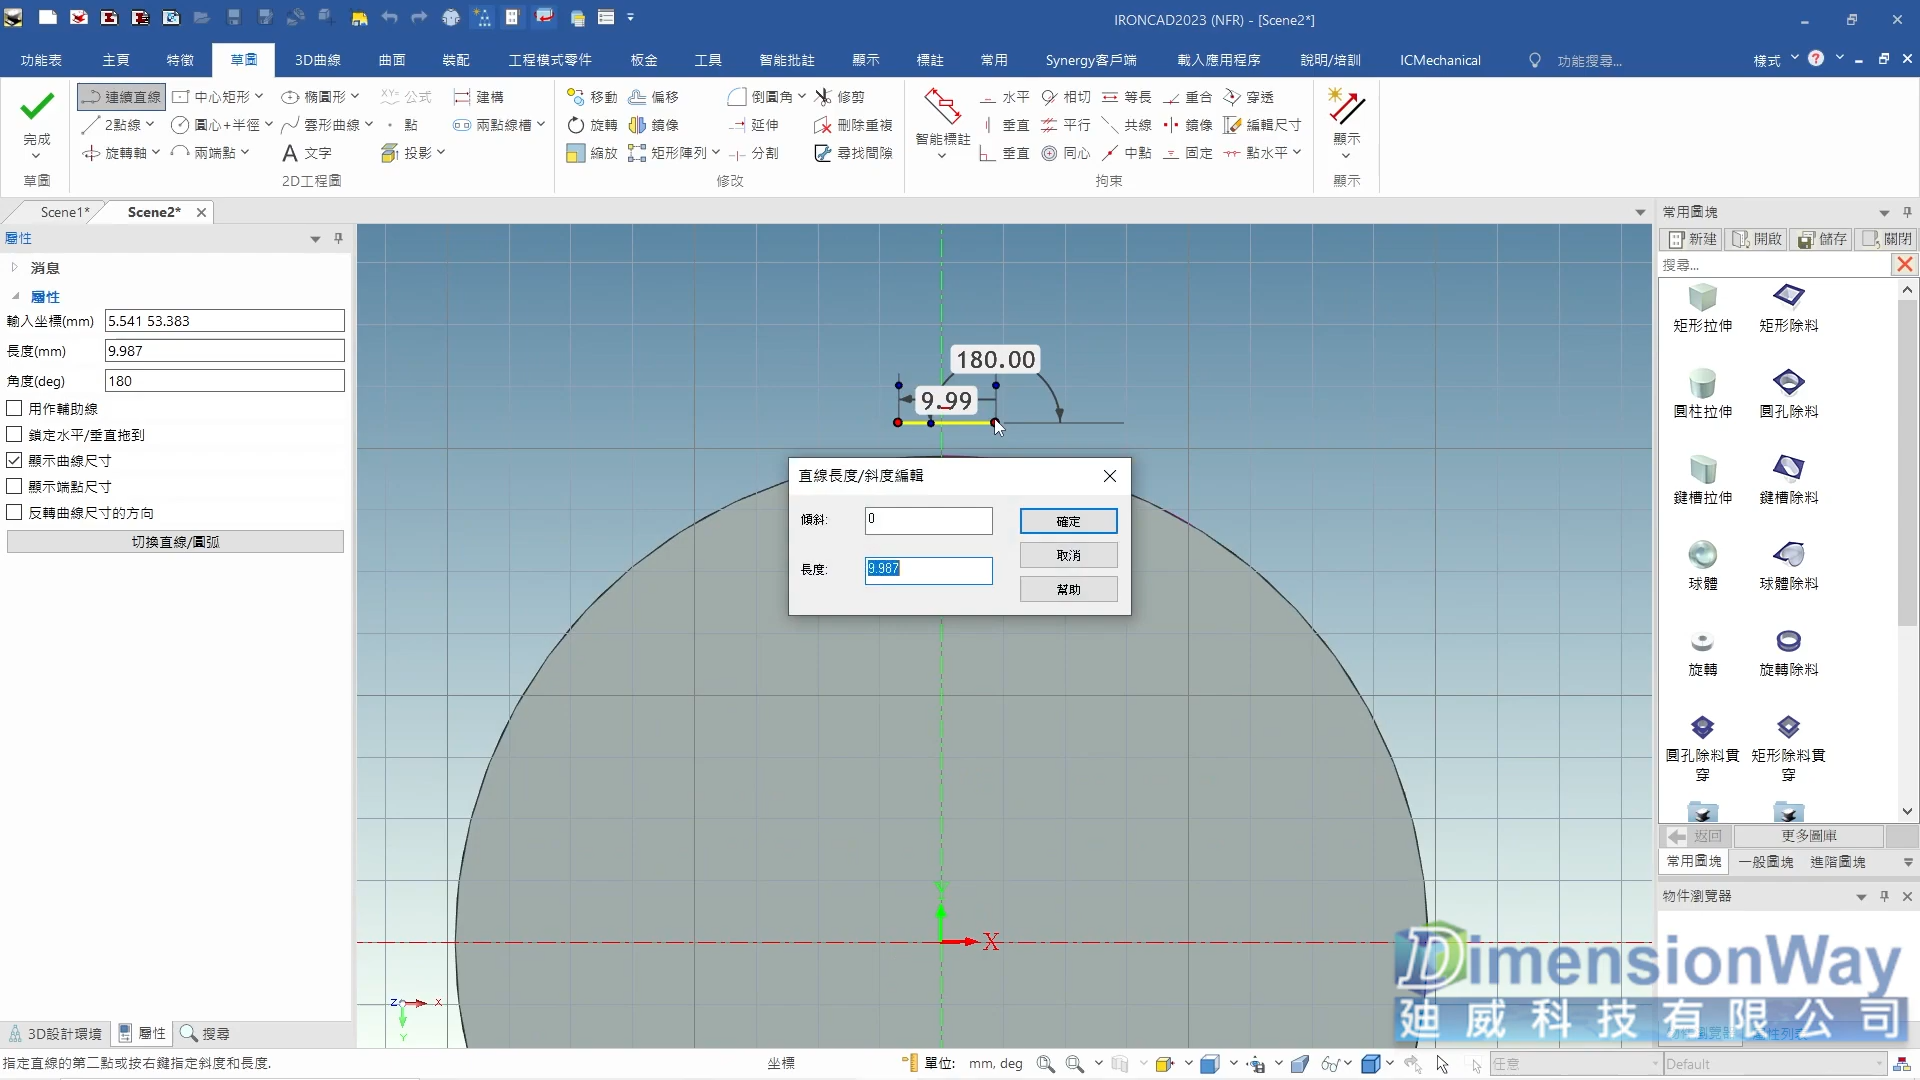 IRONCAD2023 (NFR) - [Scene2*]
功能表 主頁 特徵 草圖 3D曲線 曲面 裝配 工程模式零件 鈑金 工具 智能批註 顯示 標註 常用 Synergy客戶端 載入應用程序 說明/培訓 ICMechanical 功能搜尋... 樣式
連續直線 中心矩形 橢圓形 公式 建構 移動 偏移 倒圓角 修剪 水平 相切 等長 重合 穿透
完成 2點線 圓心+半徑 雲形曲線 點 兩點線槽 旋轉 鏡像 延伸 刪除重複 智能標註 垂直 平行 共線 鏡像 編輯尺寸 顯示
旋轉軸 兩端點 文字 投影 縮放 矩形陣列 分割 尋找間隙 垂直 同心 中點 固定 點水平
草圖 2D工程圖 修改 拘束 顯示
Scene1* Scene2* 常用圖塊
屬性 新建 開啟 儲存 關閉
消息 搜尋...
屬性
輸入坐標(mm) 5.541 53.383
長度(mm) 9.987
角度(deg) 180
用作輔助線
鎖定水平/垂直拖到
顯示曲線尺寸
顯示端點尺寸
反轉曲線尺寸的方向
切換直線/圓弧
180.00
9.99
直線長度/斜度編輯
傾斜: 0 確定
取消
長度: 9.987
幫助
X
矩形拉伸 矩形除料
圓柱拉伸 圓孔除料
鍵槽拉伸 鍵槽除料
球體 球體除料
旋轉 旋轉除料
圓孔除料貫穿 矩形除料貫穿
返回 更多圖庫
常用圖塊 一般圖塊 進階圖塊
物件瀏覽器
DimensionWay
廸威科技有限公司
Z X
Y
3D設計環境 屬性 搜尋
指定直線的第二點或按右鍵指定斜度和長度. 坐標 單位: mm, deg 任意 Default